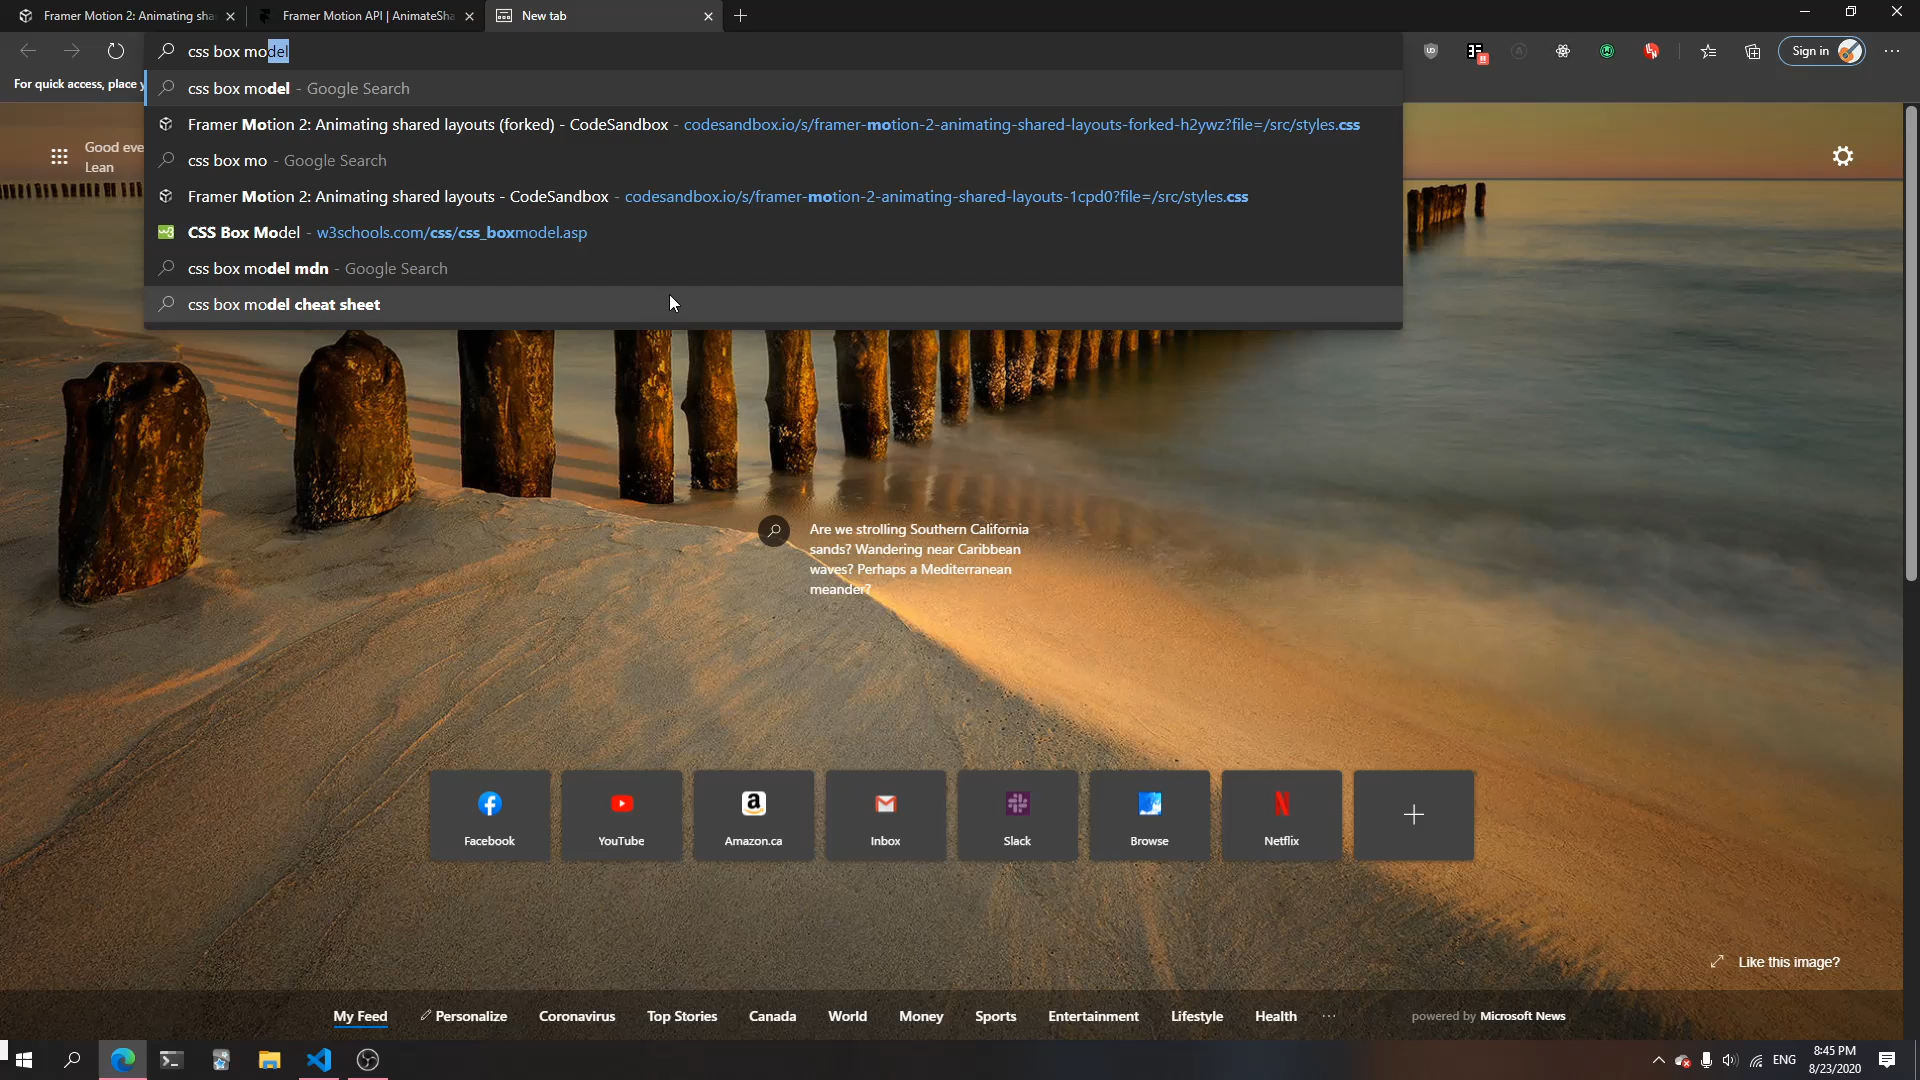 Framer Motion 2: Animating sha
Framer Motion API | AnimateSha
New tab
css box model
Sign in
For quick access, place y
css box model - Google Search
Framer Motion 2: Animating shared layouts (forked) - CodeSandbox - codesandbox.io/s/framer-motion-2-animating-shared-layouts-forked-h2ywz?file=/src/styles.css
css box mo - Google Search
Framer Motion 2: Animating shared layouts - CodeSandbox - codesandbox.io/s/framer-motion-2-animating-shared-layouts-1cpd0?file=/src/styles.css
CSS Box Model - w3schools.com/css/css_boxmodel.asp
css box model mdn - Google Search
css box model cheat sheet
Good eve
Lean
Are we strolling Southern California
sands? Wandering near Caribbean
waves? Perhaps a Mediterranean
meander?
Facebook
YouTube
Amazon.ca
Inbox
Slack
Browse
Netflix
Like this image?
My Feed Personalize Coronavirus Top Stories Canada World Money Sports Entertainment Lifestyle Health ... powered by Microsoft News
ENG
8:45 PM
8/23/2020